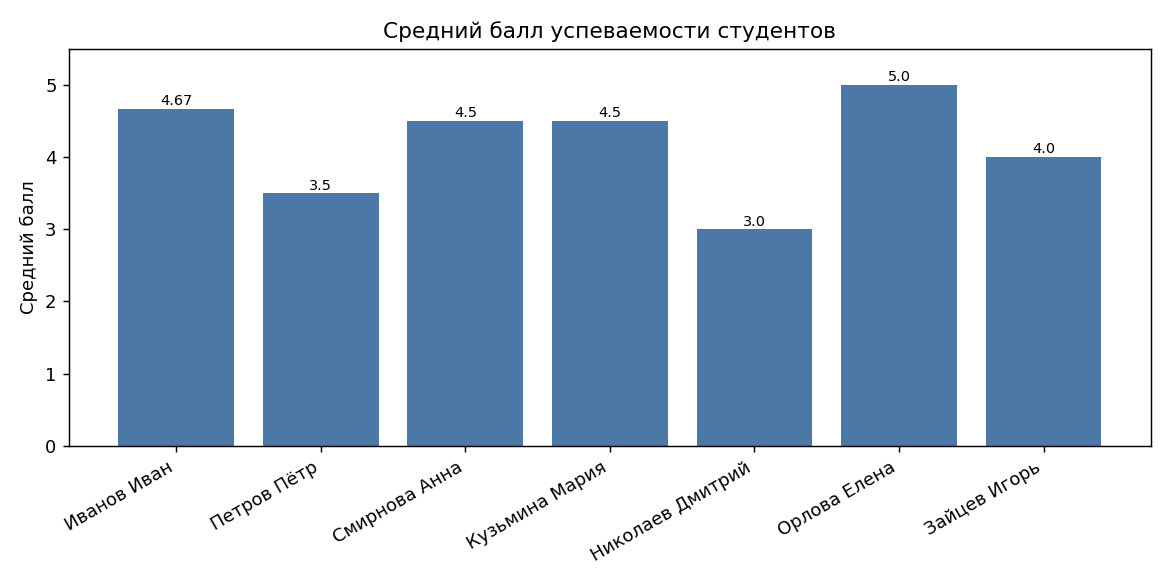 Средний балл успеваемости студентов
Средний балл
5
4
3
2
1
0
4.67
3.5
4.5
4.5
3.0
5.0
4.0
Иванов Иван
Петров Пётр
Смирнова Анна
Кузьмина Мария
Николаев Дмитрий
Орлова Елена
Зайцев Игорь